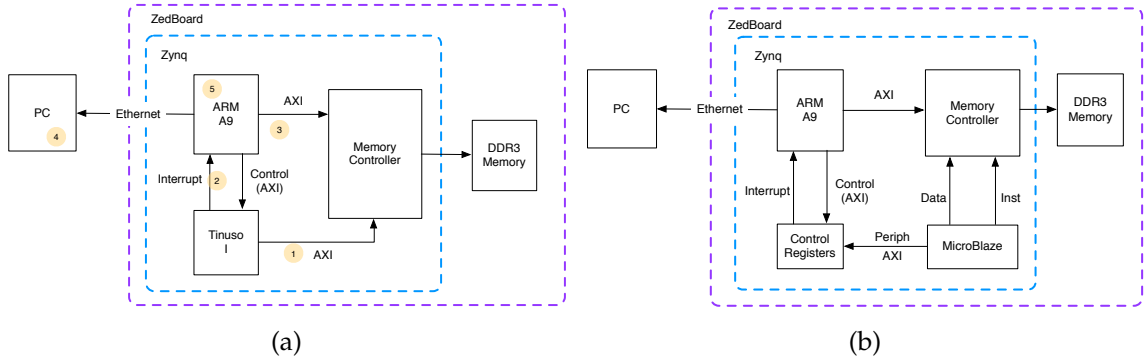 ZedBoard
Zynq
5
ARM
A9
AXI
3
PC
4
Ethernet
Memory
Controller
DDR3
Memory
Interrupt
2
Control
(AXI)
Tinuso
I
1
AXI
(a)
ZedBoard
Zynq
PC
Ethernet
ARM
A9
AXI
Memory
Controller
DDR3
Memory
Interrupt
Control
(AXI)
Data
Inst
Control
Registers
Periph
AXI
MicroBlaze
(b)